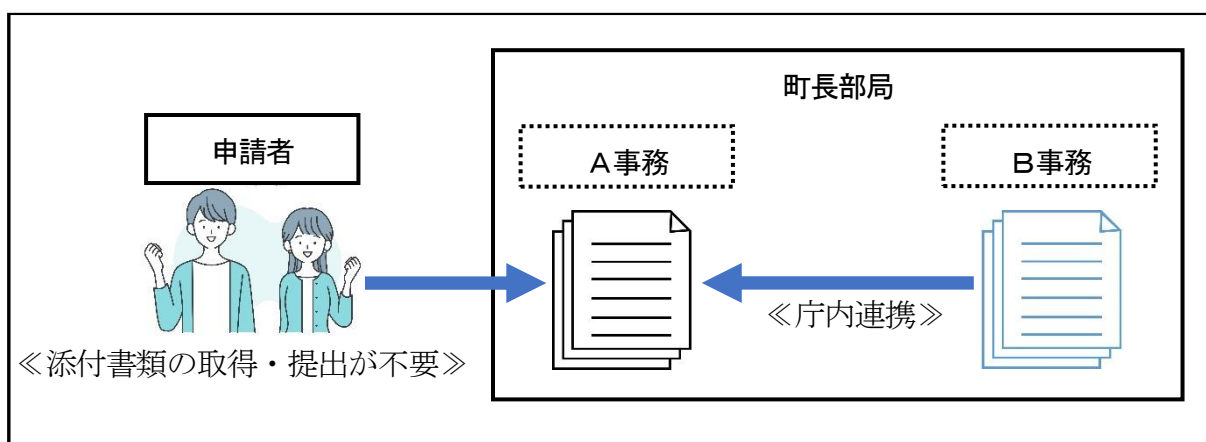 町長部局
申請者
A事務
B事務
≪庁内連携≫
≪添付書類の取得・提出が不要≫